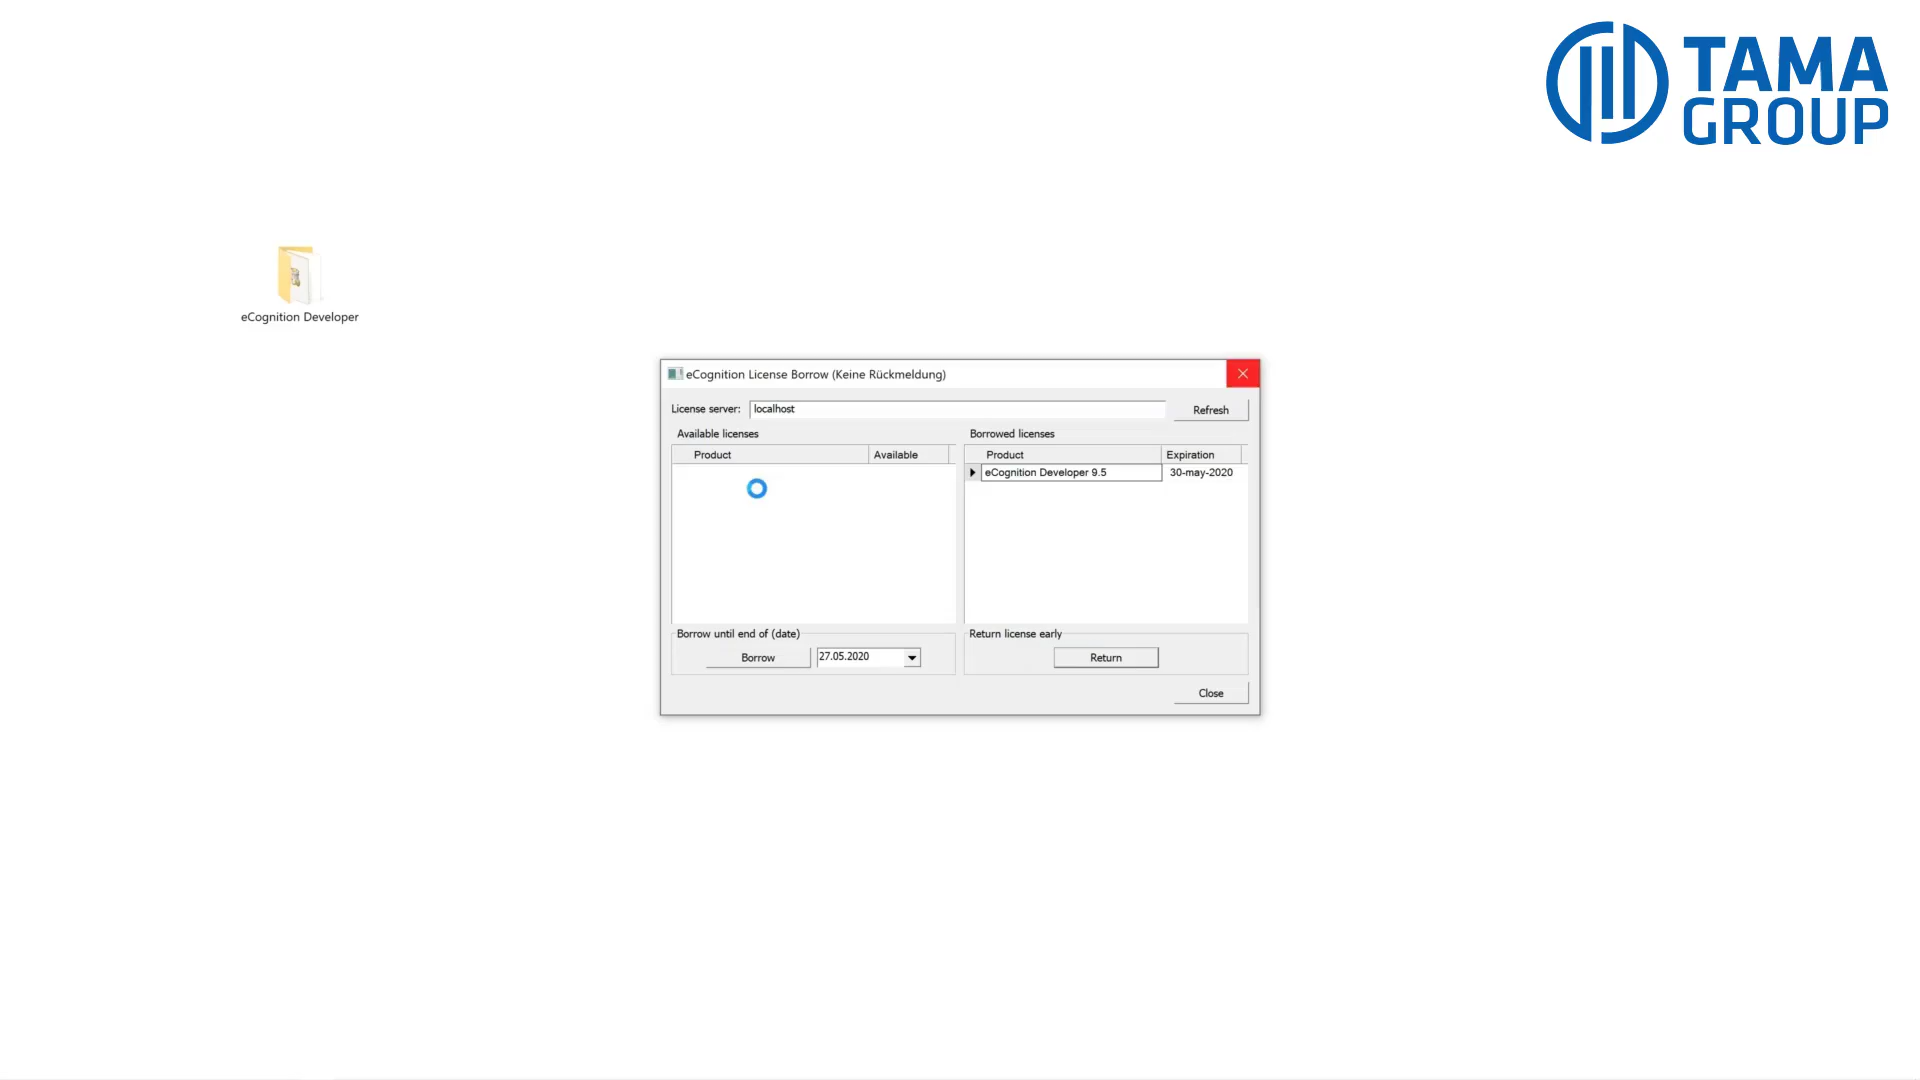 TAMA
GROUP
eCognition Developer
eCognition License Borrow (Keine Rückmeldung)
License server: localhost Refresh
Available licenses
Product Available
Borrowed licenses
Product Expiration
eCognition Developer 9.5 30-may-2020
Borrow until end of (date)
Borrow 27.05.2020
Return license early
Return
Close